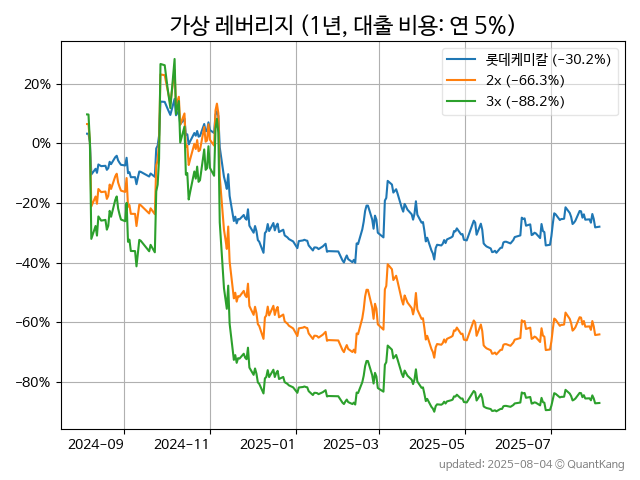 가상 레버리지 (1년, 대출 비용: 연 5%)
롯데케미칼 (−30.2%)
2x (−66.3%)
3x (−88.2%)
20%
0%
−20%
−40%
−60%
−80%
2024-09 2024-11 2025-01 2025-03 2025-05 2025-07
updated: 2025-08-04 © QuantKang